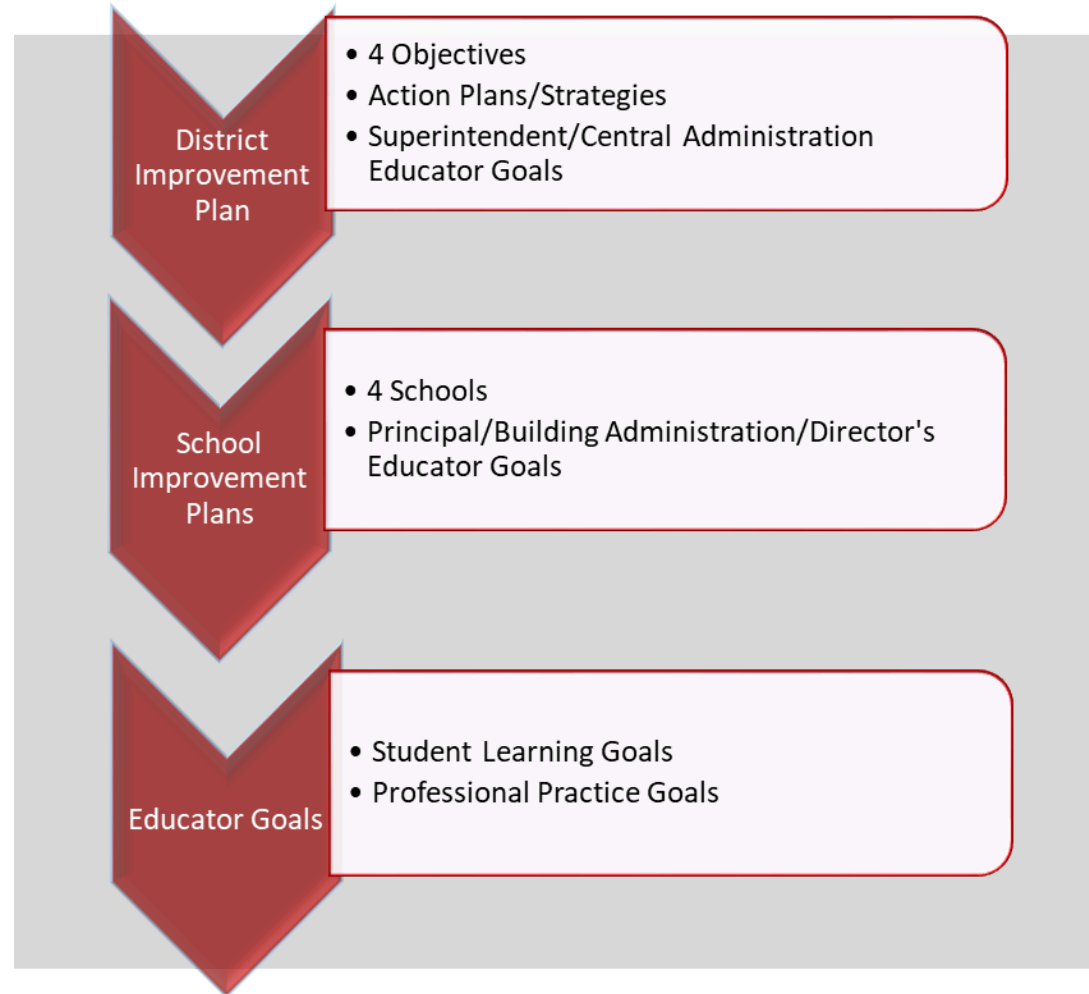 District
Improvement
Plan
• 4 Objectives
• Action Plans/Strategies
• Superintendent/Central Administration
Educator Goals
School
Improvement
Plans
• 4 Schools
• Principal/Building Administration/Director's
Educator Goals
Educator Goals
• Student Learning Goals
• Professional Practice Goals